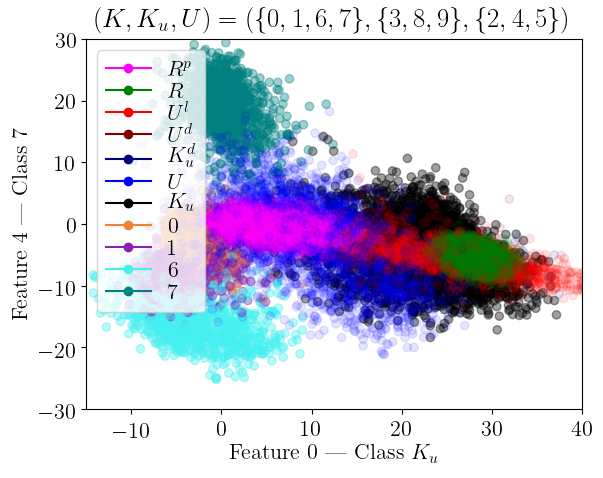 (K, K_u, U) = ({0, 1, 6, 7}, {3, 8, 9}, {2, 4, 5})
30
20
10
0
−10
−20
−30
Feature 4 — Class 7
R^p
R
U^l
U^d
K_u^d
U
K_u
0
1
6
7
−10 0 10 20 30 40
Feature 0 — Class K_u